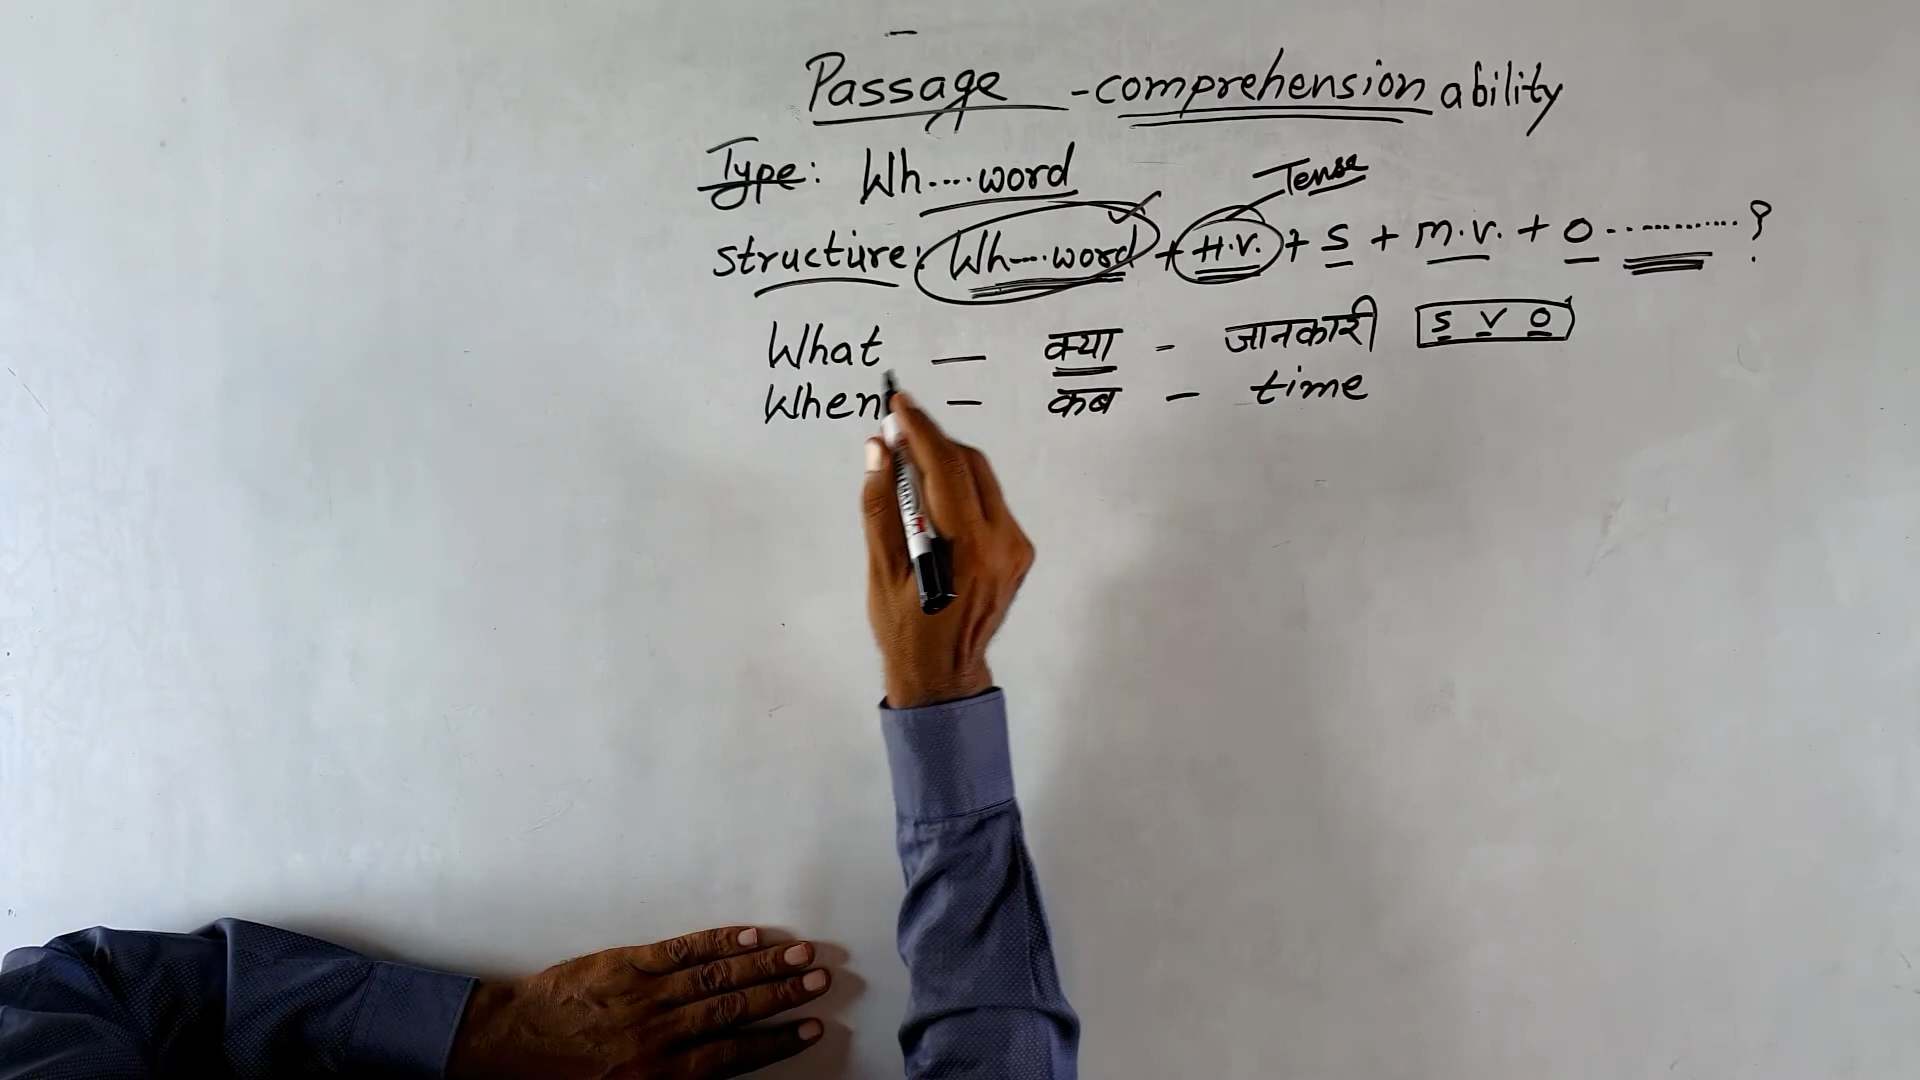 Passage - comprehension ability
Type: Wh....word
Tense
structure: Wh....word + H.V. + S + M.V. + O ............?
What — क्या - जानकारी S V O
When - कब - time